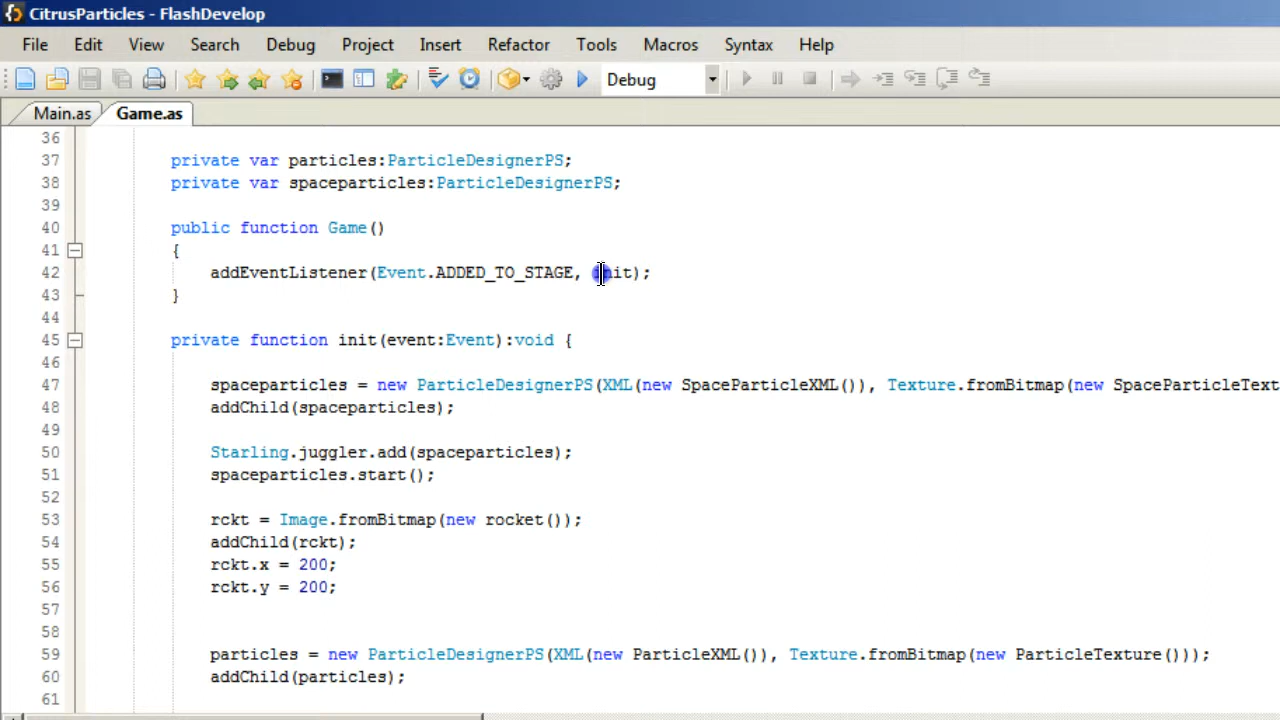 CitrusParticles - FlashDevelop
File Edit View Search Debug Project Insert Refactor Tools Macros Syntax Help
Debug
Main.as Game.as
36
37 private var particles:ParticleDesignerPS;
38 private var spaceparticles:ParticleDesignerPS;
39
40 public function Game()
41 {
42 addEventListener(Event.ADDED_TO_STAGE, init);
43 }
44
45 private function init(event:Event):void {
46
47 spaceparticles = new ParticleDesignerPS(XML(new SpaceParticleXML()), Texture.fromBitmap(new SpaceParticleText
48 addChild(spaceparticles);
49
50 Starling.juggler.add(spaceparticles);
51 spaceparticles.start();
52
53 rckt = Image.fromBitmap(new rocket());
54 addChild(rckt);
55 rckt.x = 200;
56 rckt.y = 200;
57
58
59 particles = new ParticleDesignerPS(XML(new ParticleXML()), Texture.fromBitmap(new ParticleTexture()));
60 addChild(particles);
61